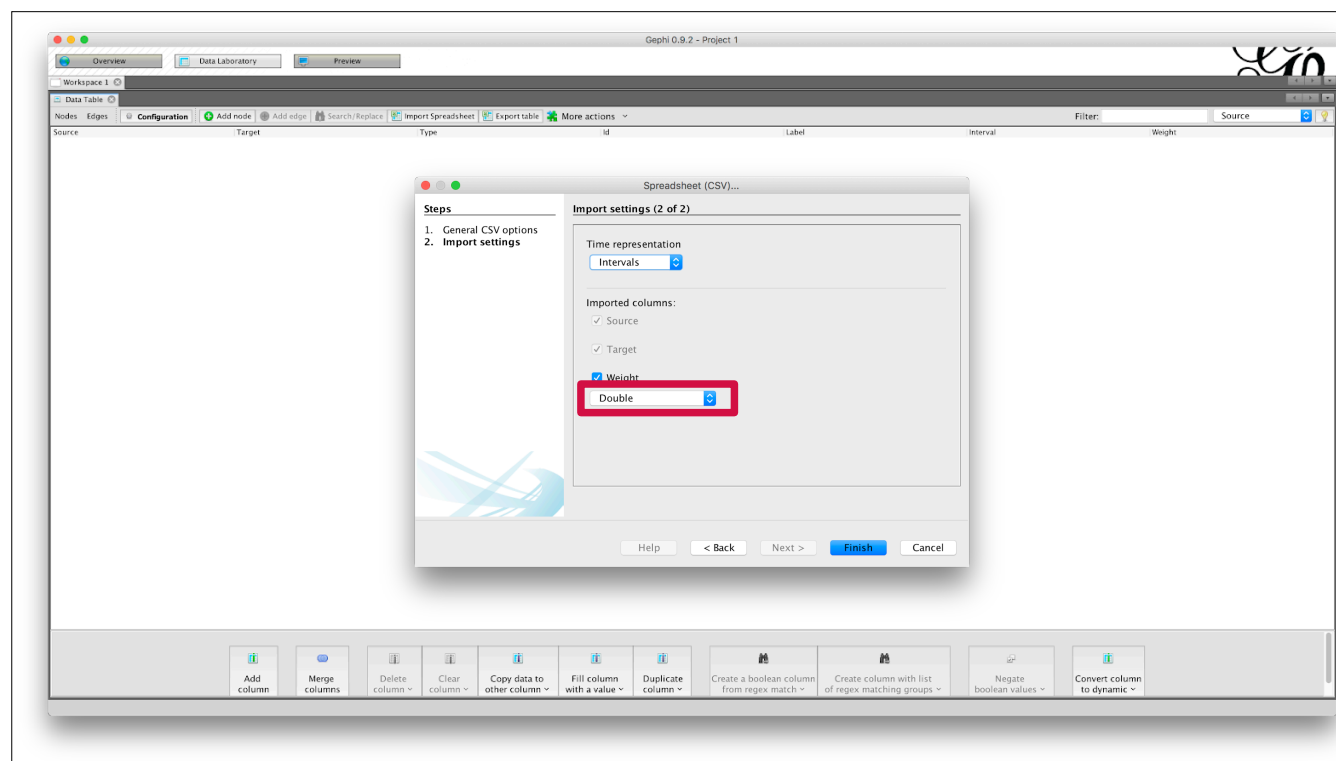 Gephi 0.9.2 - Project 1
Overview Data Laboratory Preview
Workspace 1
Data Table
Nodes Edges Configuration Add node Add edge Search/Replace Import Spreadsheet Export table More actions Filter: Source
Source Target Type Id Label Interval Weight
Spreadsheet (CSV)...
Steps
1. General CSV options
2. Import settings
Import settings (2 of 2)
Time representation
Intervals
Imported columns:
Source
Target
Weight
Double
Help < Back Next > Finish Cancel
Add column
Merge columns
Delete column
Clear column
Copy data to other column
Fill column with a value
Duplicate column
Create a boolean column from regex match
Create column with list of regex matching groups
Negate boolean values
Convert column to dynamic